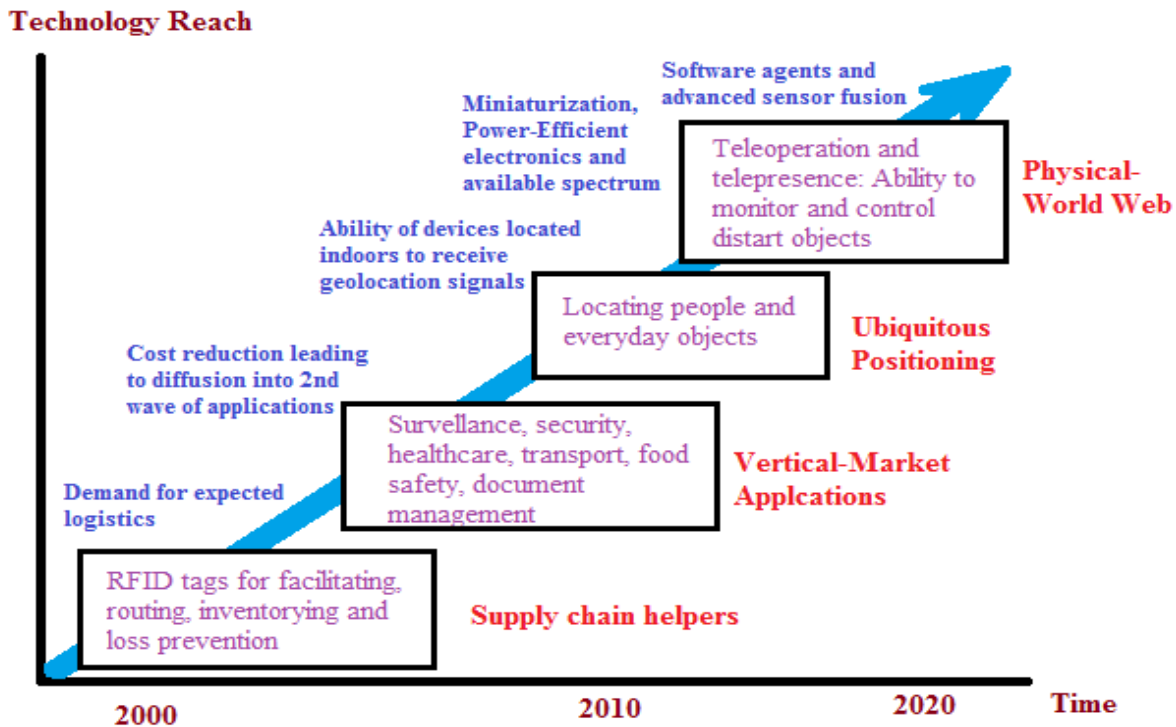 Technology Reach
Software agents and
advanced sensor fusion
Miniaturization,
Power-Efficient
electronics and
available spectrum
Teleoperation and
telepresence: Ability to
monitor and control
distart objects
Physical-
World Web
Ability of devices located
indoors to receive
geolocation signals
Locating people and
everyday objects
Ubiquitous
Positioning
Cost reduction leading
to diffusion into 2nd
wave of applications
Survellance, security,
healthcare, transport, food
safety, document
management
Vertical-Market
Applcations
Demand for expected
logistics
RFID tags for facilitating,
routing, inventorying and
loss prevention
Supply chain helpers
2000
2010
2020
Time